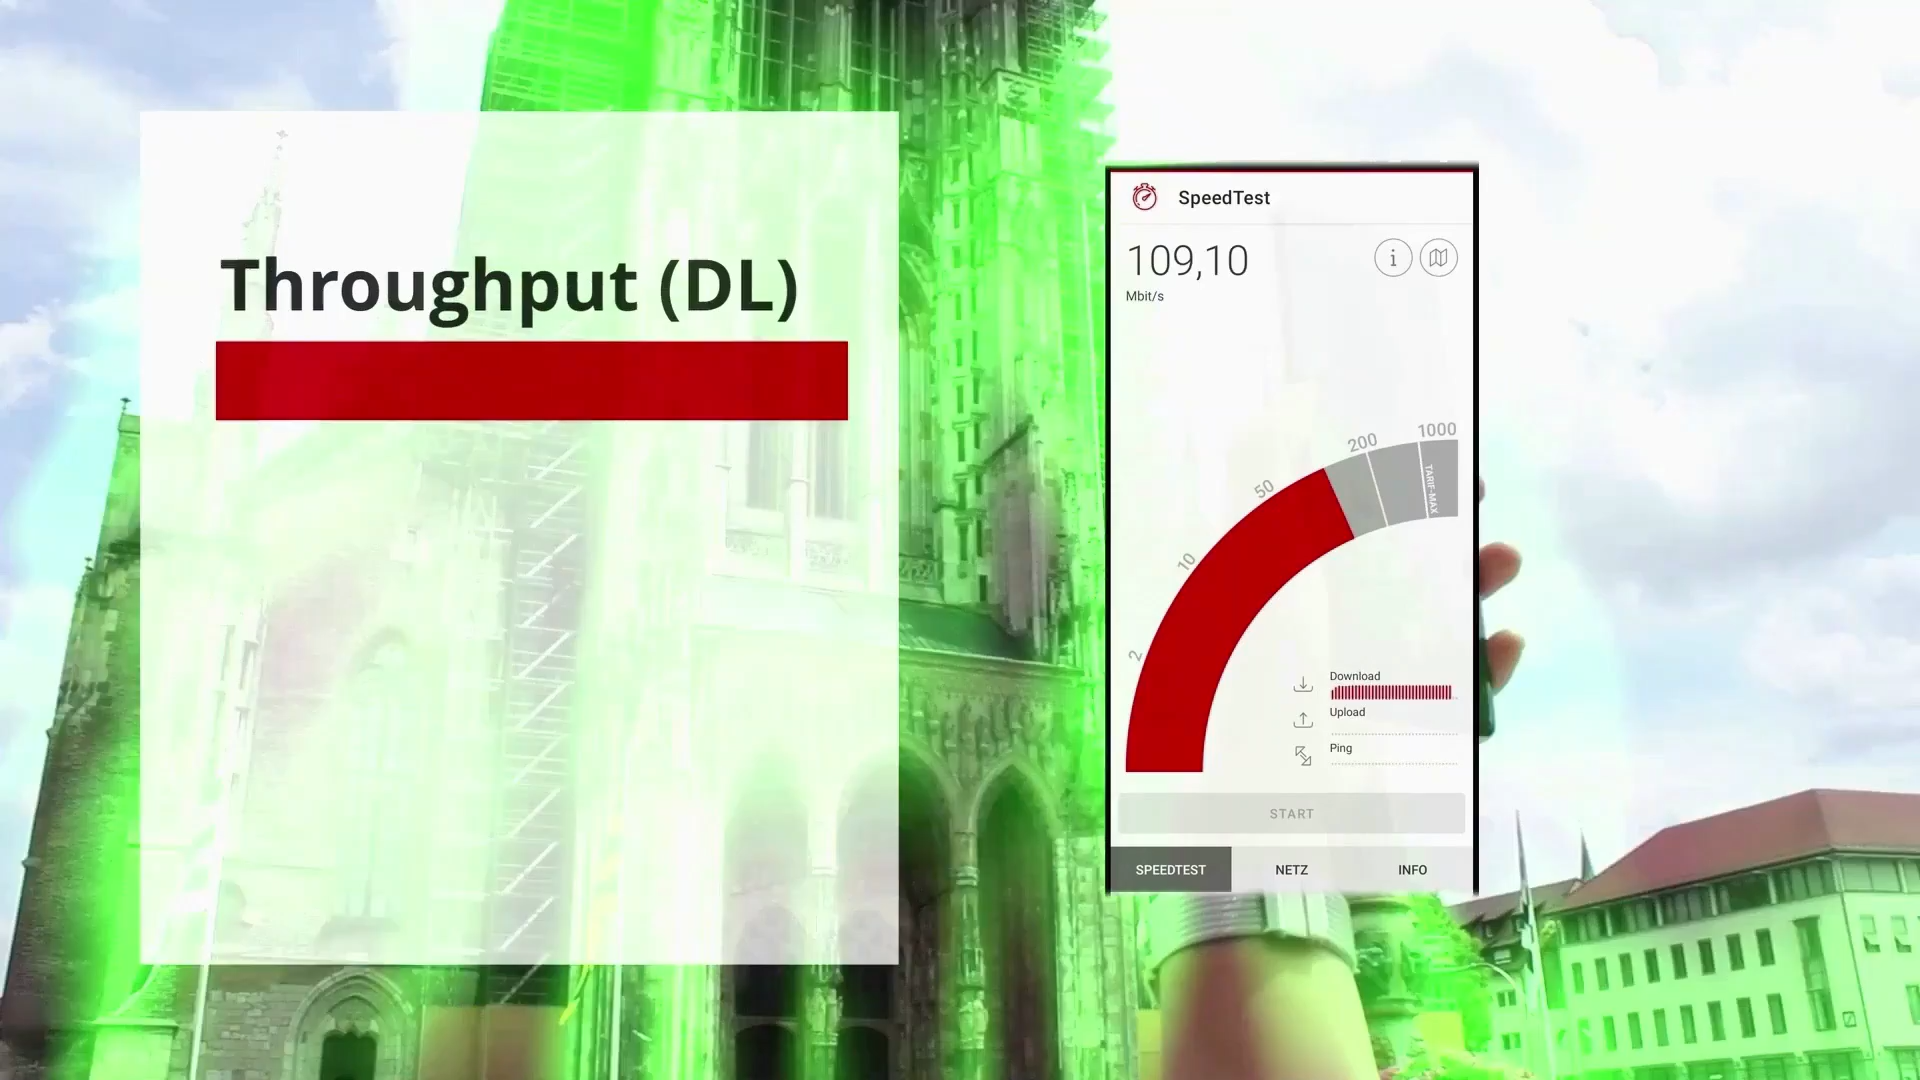 Throughput (DL)
SpeedTest
109,10
Mbit/s
1000
200
50
10
2
TARIF-MAX
Download
Upload
Ping
START
SPEEDTEST
NETZ
INFO